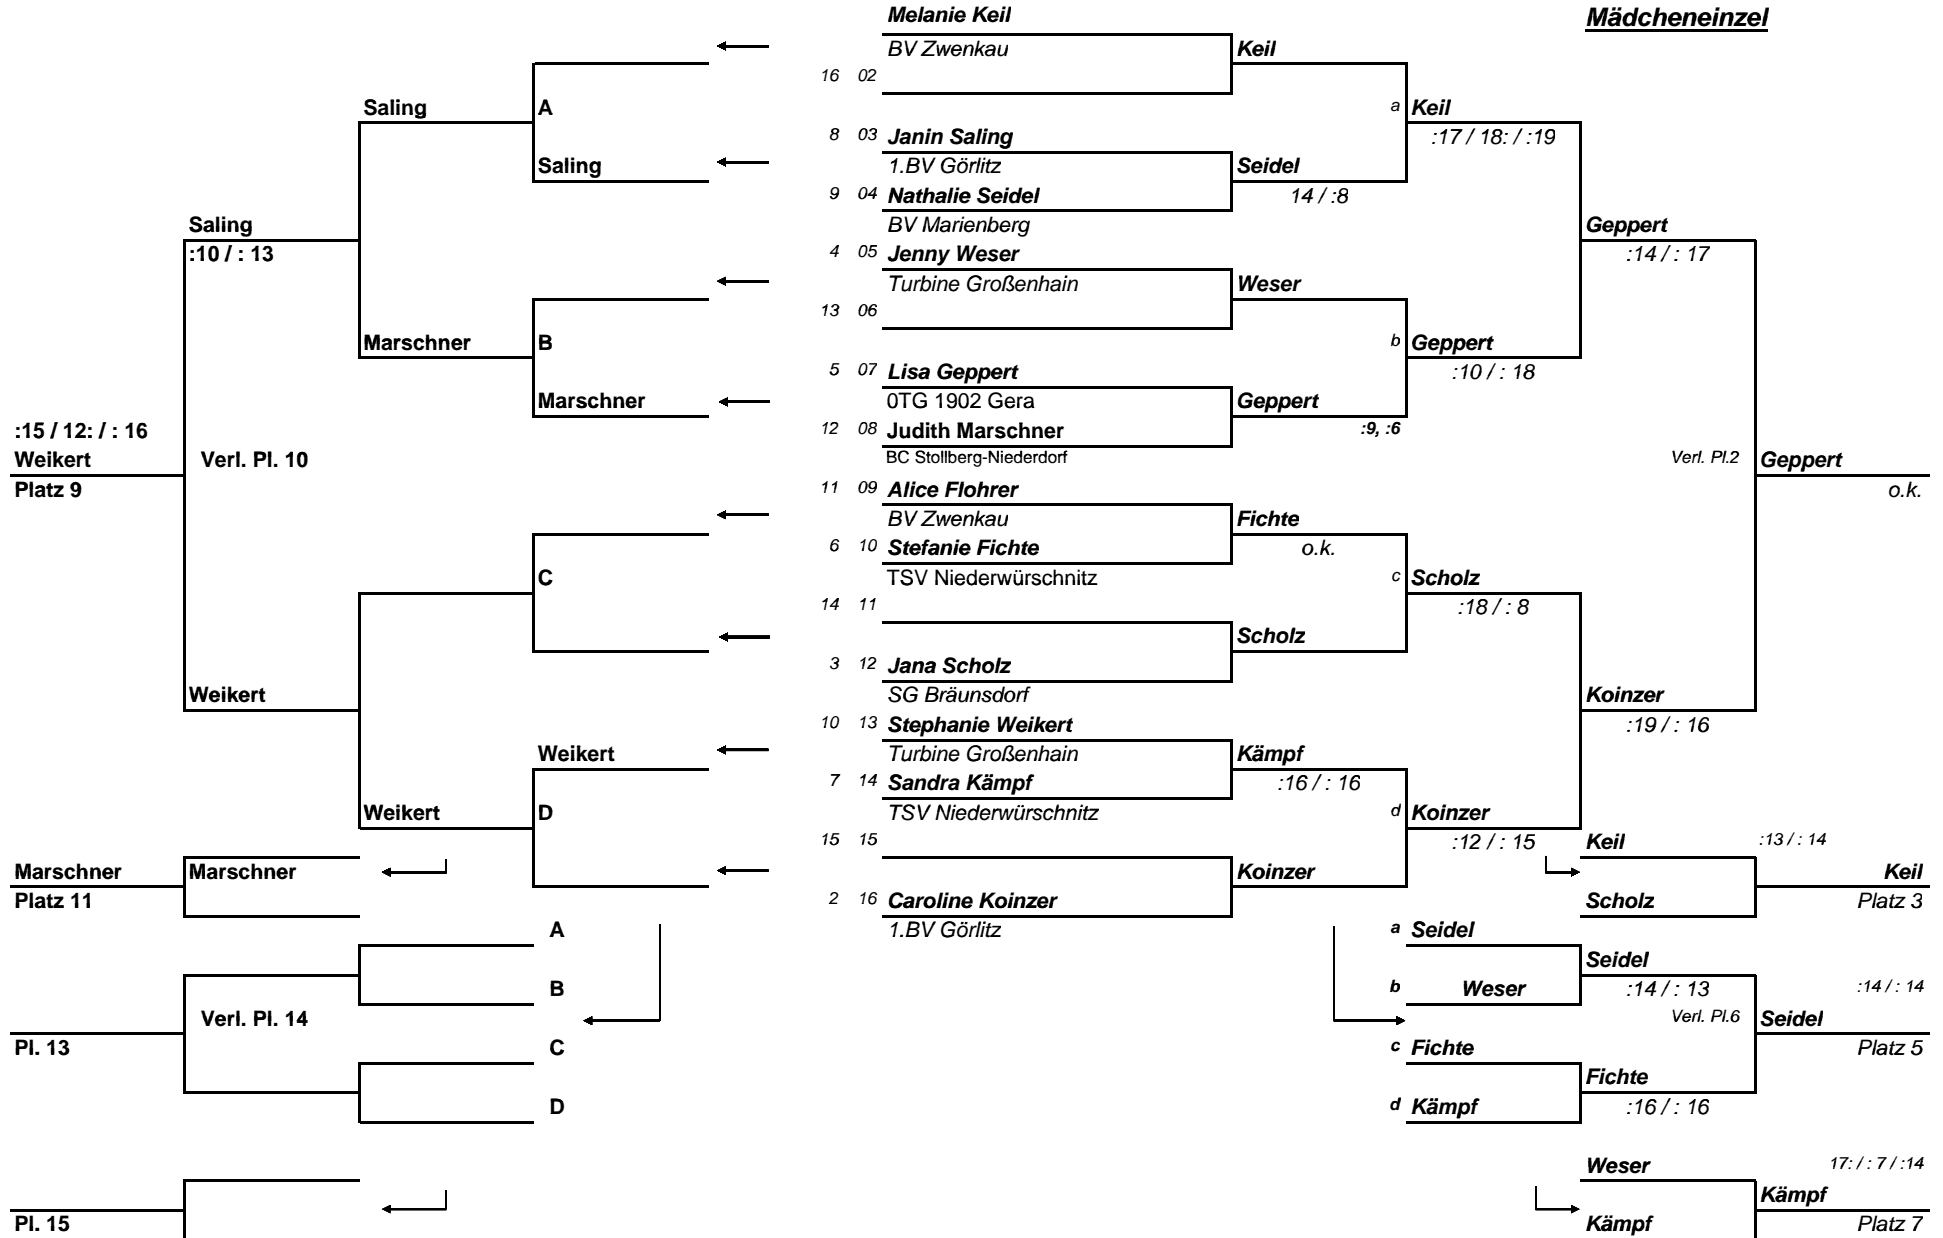 Melanie Keil
Mädcheneinzel
BV Zwenkau
Keil
16 02
Saling
A
a Keil
8 03 Janin Saling
:17 / 18: / :19
Saling
1.BV Görlitz
Seidel
9 04 Nathalie Seidel
14 / :8
Saling
BV Marienberg
Geppert
:10 / : 13
4 05 Jenny Weser
:14 / : 17
Turbine Großenhain
Weser
13 06
Marschner
B
b Geppert
5 07 Lisa Geppert
:10 / : 18
Marschner
0TG 1902 Gera
Geppert
:15 / 12: / : 16
12 08 Judith Marschner
:9, :6
Weikert
Verl. Pl. 10
BC Stollberg-Niederdorf
Verl. Pl.2
Geppert
Platz 9
11 09 Alice Flohrer
o.k.
BV Zwenkau
Fichte
6 10 Stefanie Fichte
o.k.
C
TSV Niederwürschnitz
c Scholz
14 11
:18 / : 8
Scholz
3 12 Jana Scholz
Weikert
SG Bräunsdorf
Koinzer
10 13 Stephanie Weikert
:19 / : 16
Weikert
Turbine Großenhain
Kämpf
7 14 Sandra Kämpf
:16 / : 16
Weikert
D
TSV Niederwürschnitz
d Koinzer
15 15
:12 / : 15
Keil
:13 / : 14
Marschner
Marschner
Koinzer
Keil
Platz 11
2 16 Caroline Koinzer
Scholz
Platz 3
A
1.BV Görlitz
a Seidel
Seidel
B
b Weser
:14 / : 13
:14 / : 14
Verl. Pl. 14
Verl. Pl.6
Seidel
Pl. 13
C
c Fichte
Platz 5
Fichte
D
d Kämpf
:16 / : 16
Weser
17: / : 7 / :14
Kämpf
Pl. 15
Kämpf
Platz 7